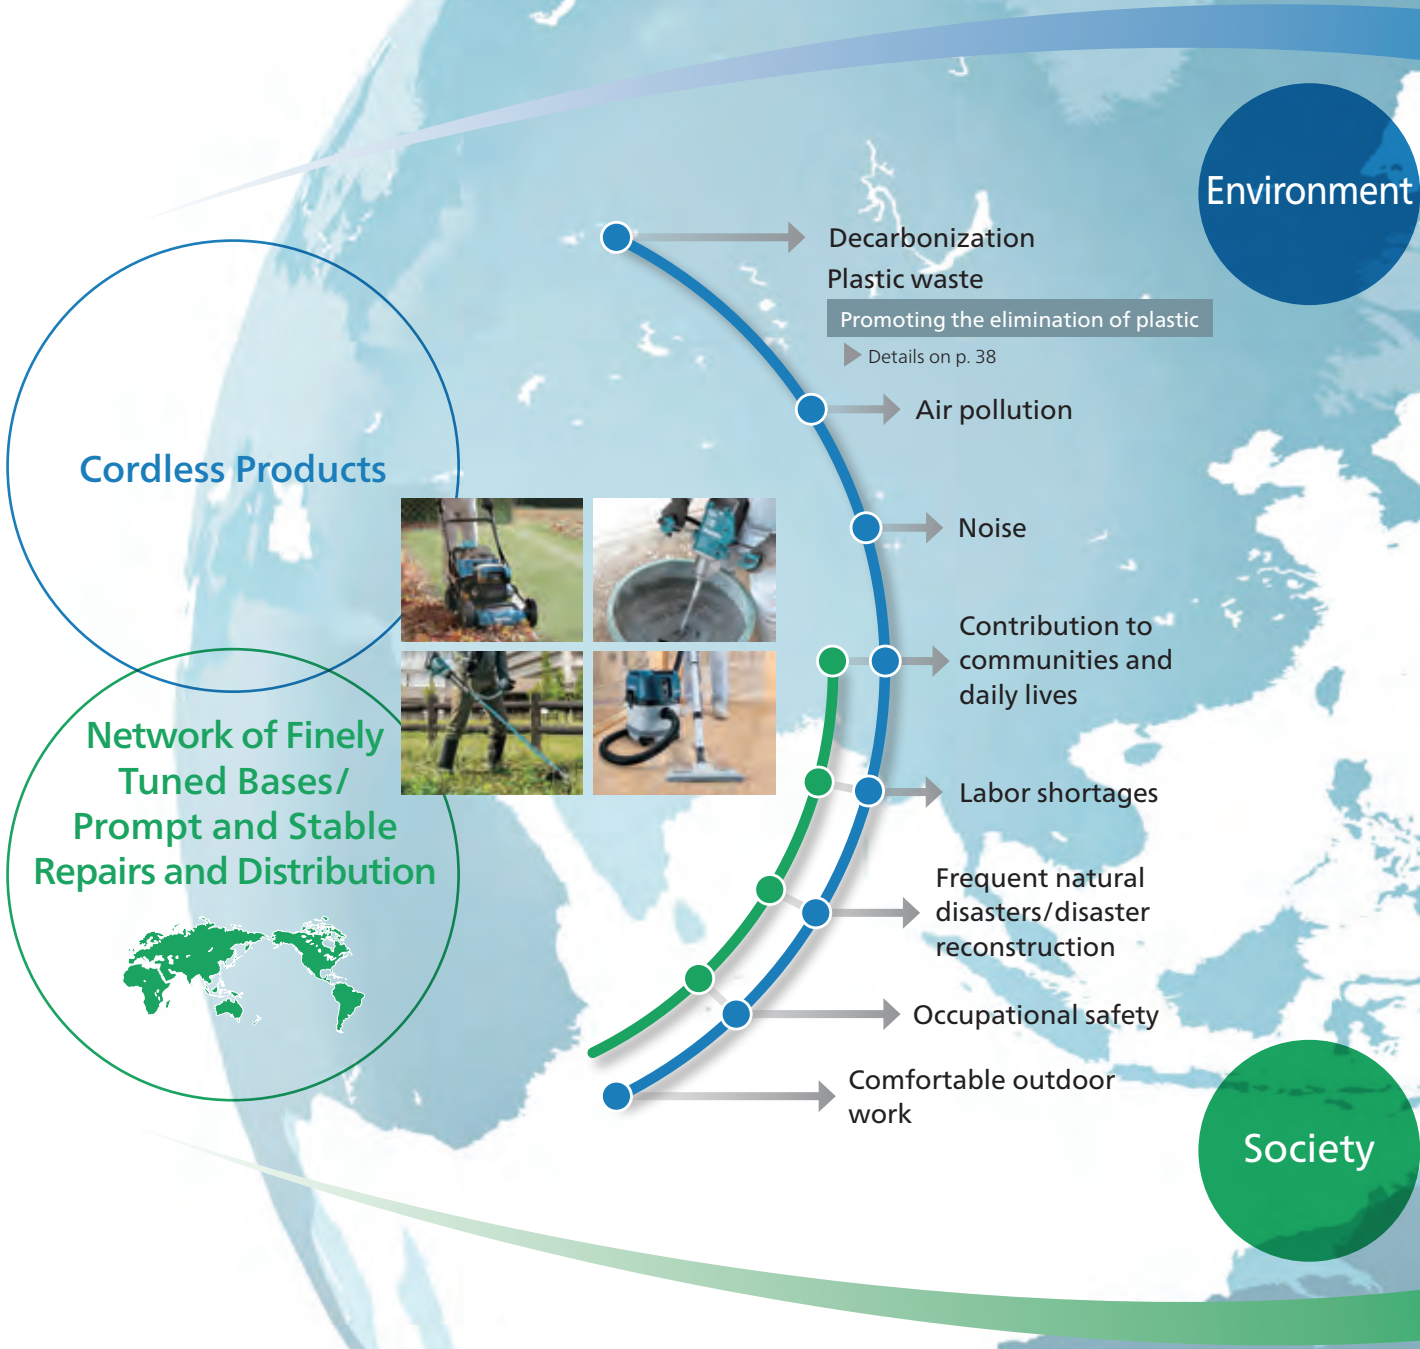 Environment
Decarbonization
Plastic waste
Promoting the elimination of plastic
Details on p. 38
Air pollution
Cordless Products
Noise
Contribution to
communities and
daily lives
Network of Finely
Tuned Bases/
Prompt and Stable
Repairs and Distribution
Labor shortages
Frequent natural
disasters/disaster
reconstruction
Occupational safety
Comfortable outdoor
work
Society